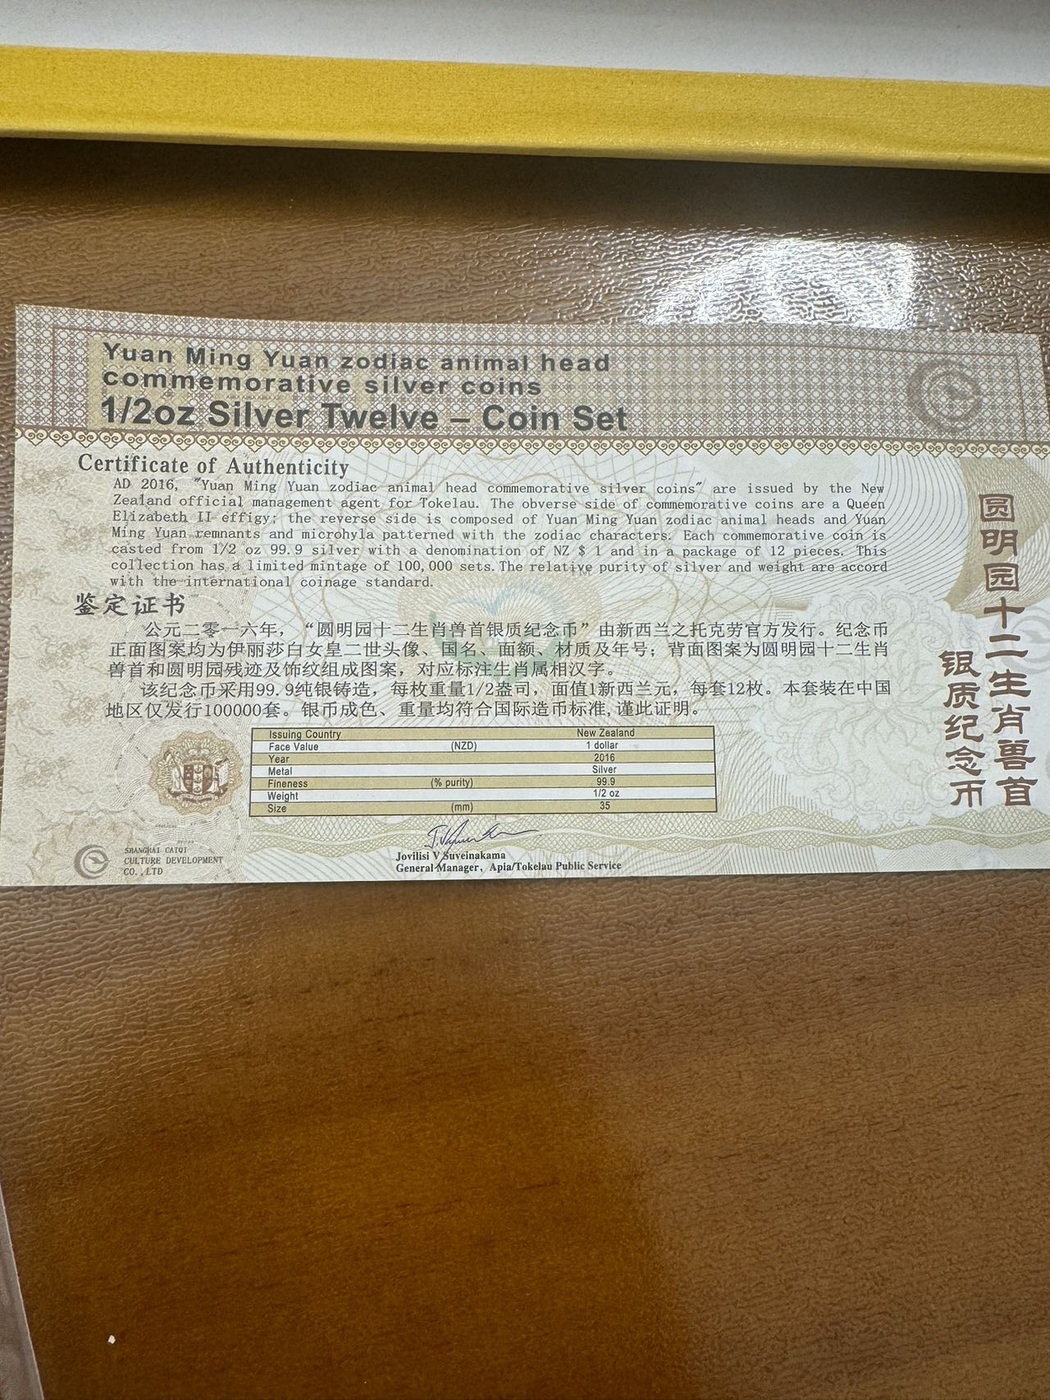 Yuan Ming Yuan zodiac animal head
commemorative silver coins
1/2oz Silver Twelve – Coin Set
Certificate of Authenticity
AD 2016, "Yuan Ming Yuan zodiac animal head commemorative silver coins" are issued by the New
Zealand official management agent for Tokelau. The obverse side of commemorative coins are a Queen
Elizabeth II effigy; the reverse side is composed of Yuan Ming Yuan zodiac animal heads and Yuan
Ming Yuan remnants and microhyla patterned with the zodiac characters. Each commemorative coin is
casted from 1/2 oz 99.9 silver with a denomination of NZ $ 1 and in a package of 12 pieces. This
collection has a limited mintage of 100,000 sets. The relative purity of silver and weight are accord
with the international coinage standard.
鉴定证书
公元二零一六年，“圆明园十二生肖兽首银质纪念币”由新西兰之托克劳官方发行。纪念币
正面图案均为伊丽莎白女皇二世头像、国名、面额、材质及年号；背面图案为圆明园十二生肖
兽首和圆明园残迹及饰纹组成图案，对应标注生肖属相汉字。
该纪念币采用99.9纯银铸造，每枚重量1/2盎司，面值1新西兰元，每套12枚。本套装在中国
地区仅发行100000套。银币成色、重量均符合国际造币标准,谨此证明。
Issuing Country New Zealand
Face Value (NZD) 1 dollar
Year 2016
Metal Silver
Fineness (% purity) 99.9
Weight 1/2 oz
Size (mm) 35
SHANGHAI CAIQI
CULTURE DEVELOPMENT
CO.,LTD
Jovilisi V Suveinakama
General Manager, Apia/Tokelau Public Service
圆明园十二生肖兽首
银质纪念币